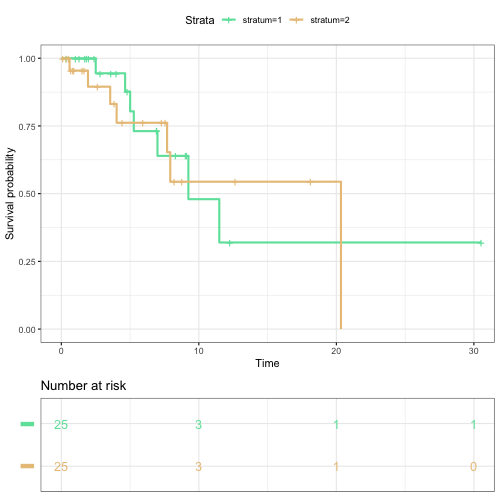 Strata stratum=1 stratum=2
1.00
0.75
0.50
0.25
0.00
Survival probability
0 10 20 30
Time
Number at risk
25 3 1 1
25 3 1 0